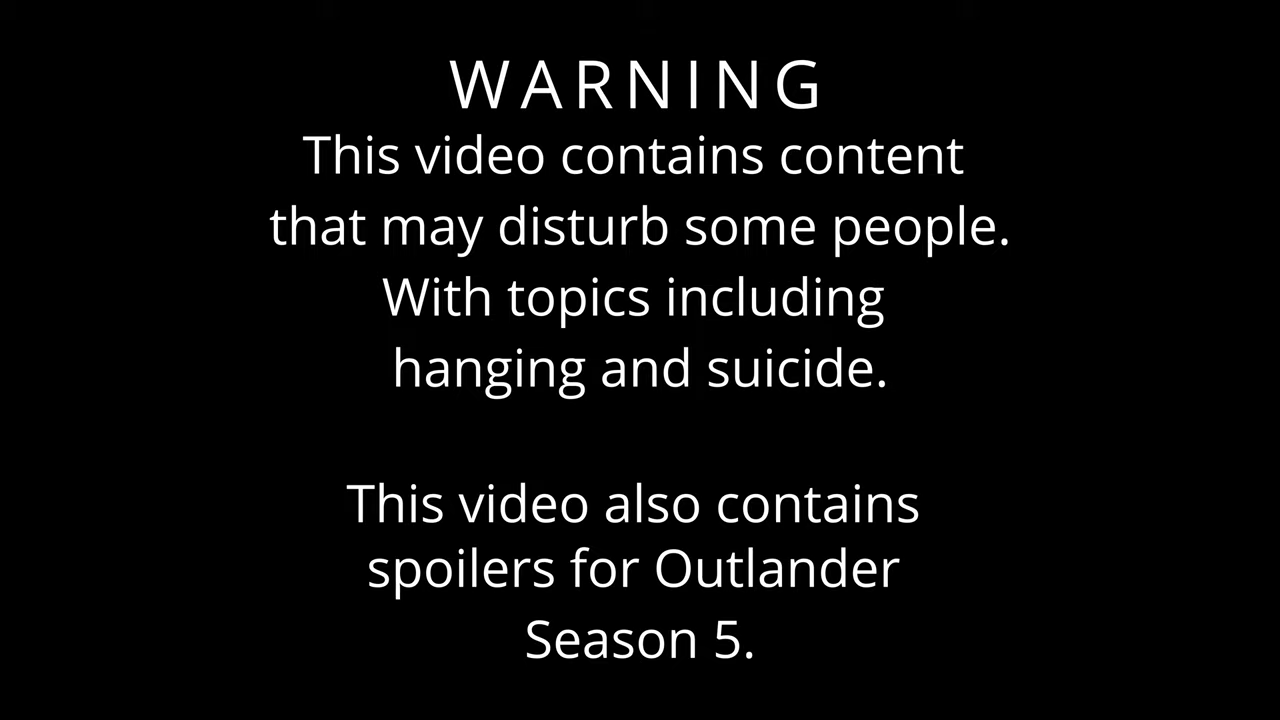 WARNING
This video contains content
that may disturb some people.
With topics including
hanging and suicide.
This video also contains
spoilers for Outlander
Season 5.